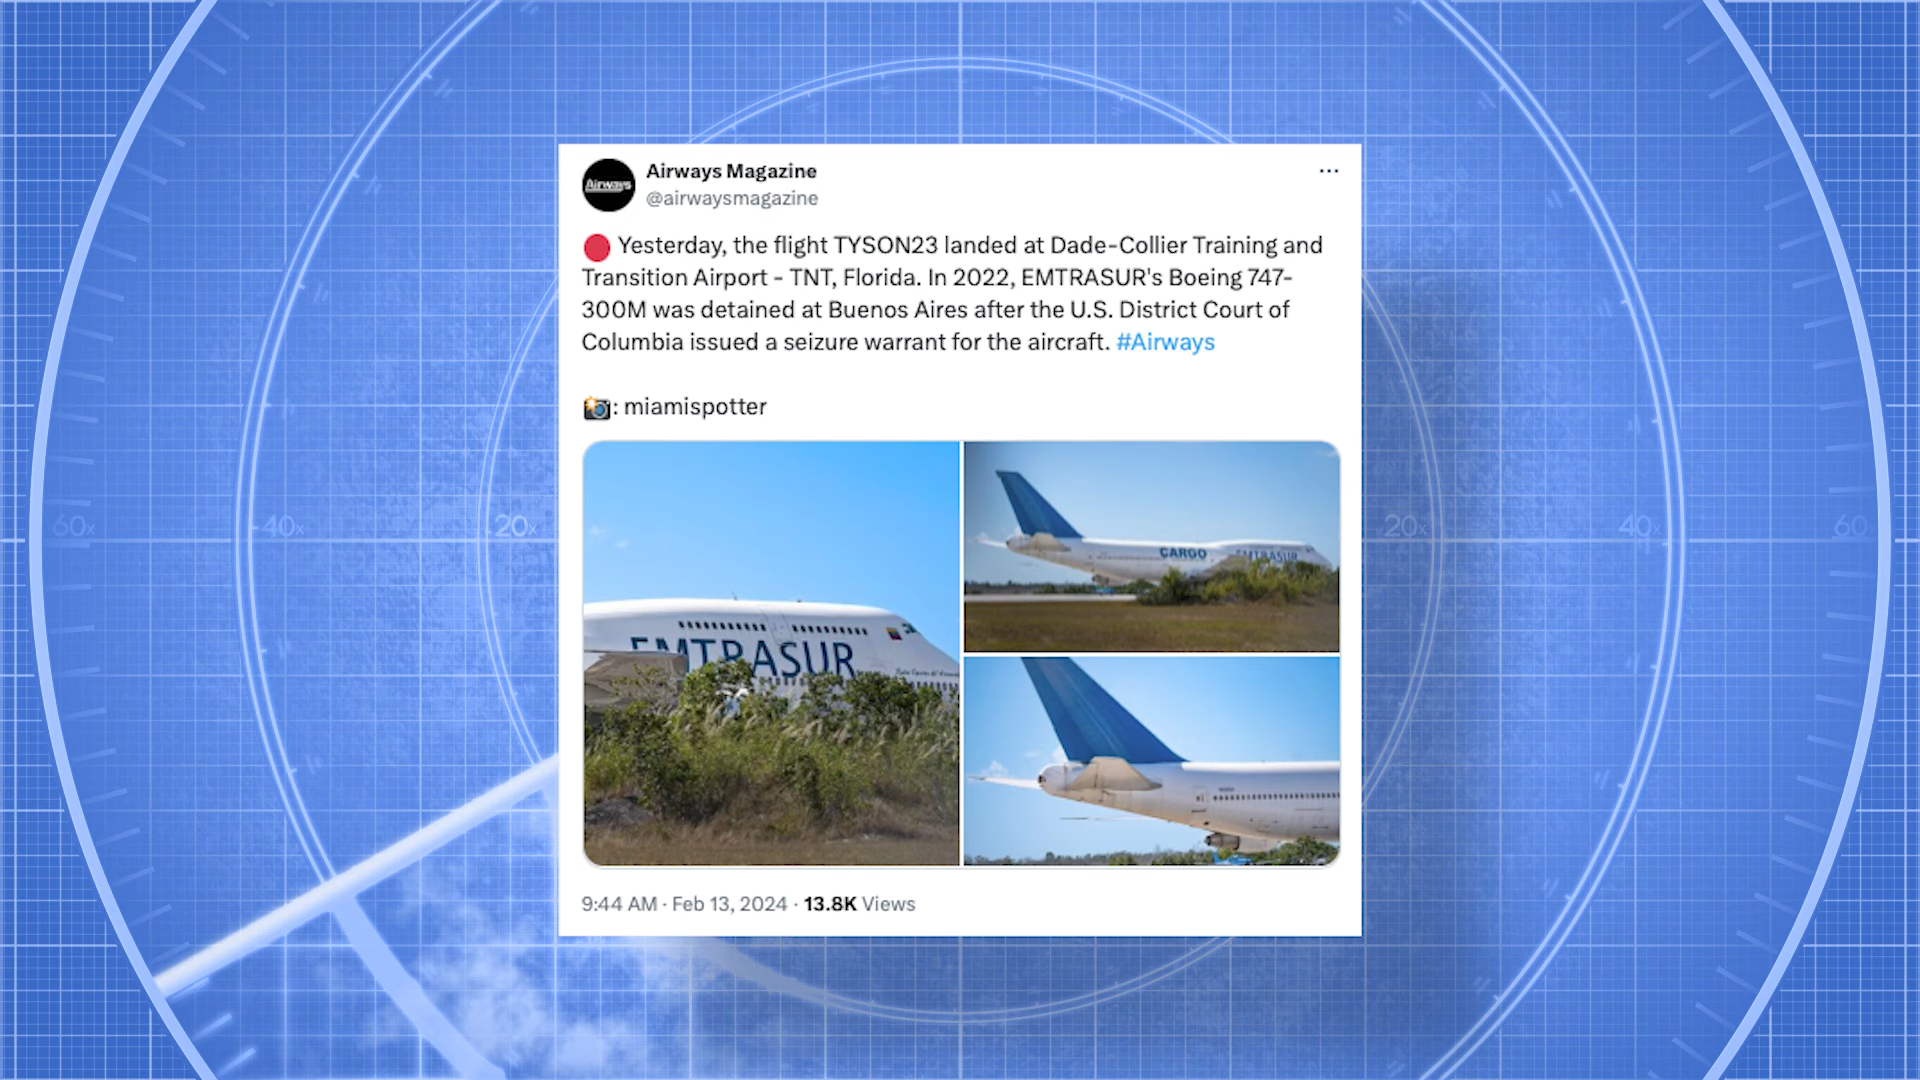 Airways Magazine
@airwaysmagazine
Airways
Yesterday, the flight TYSON23 landed at Dade-Collier Training and
Transition Airport - TNT, Florida. In 2022, EMTRASUR's Boeing 747-
300M was detained at Buenos Aires after the U.S. District Court of
Columbia issued a seizure warrant for the aircraft. #Airways
: miamispotter
EMTRASUR
CARGO EMTRASUR
60x 40x 20x 20x 40x 60
9:44 AM · Feb 13, 2024 · 13.8K Views